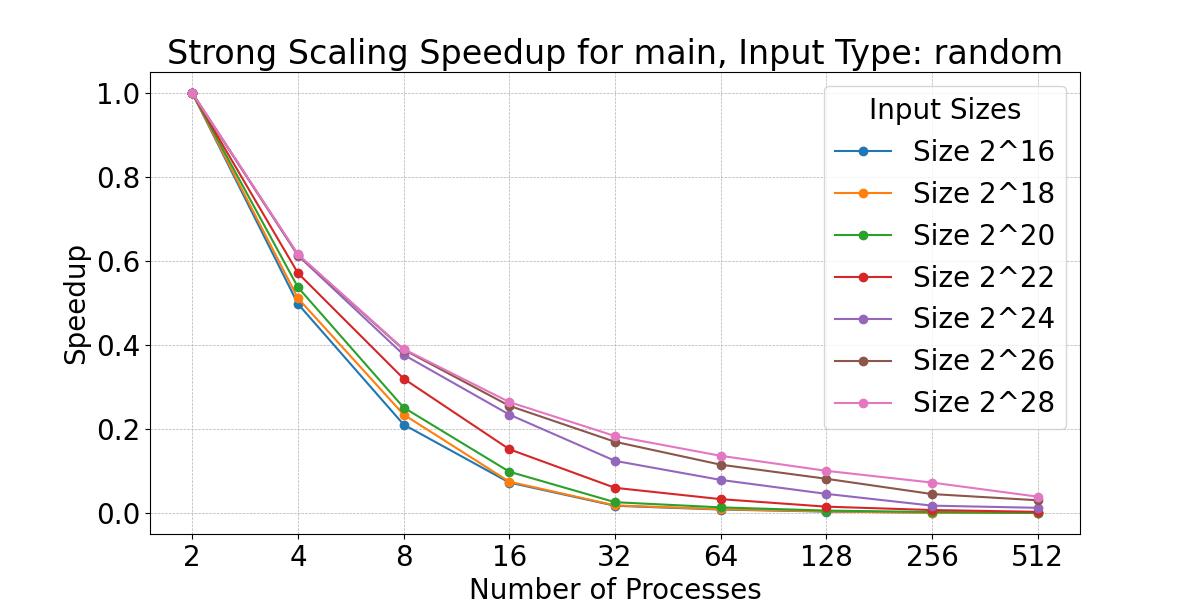 Strong Scaling Speedup for main, Input Type: random
Speedup
1.0
0.8
0.6
0.4
0.2
0.0
Input Sizes
Size 2^16
Size 2^18
Size 2^20
Size 2^22
Size 2^24
Size 2^26
Size 2^28
2 4 8 16 32 64 128 256 512
Number of Processes